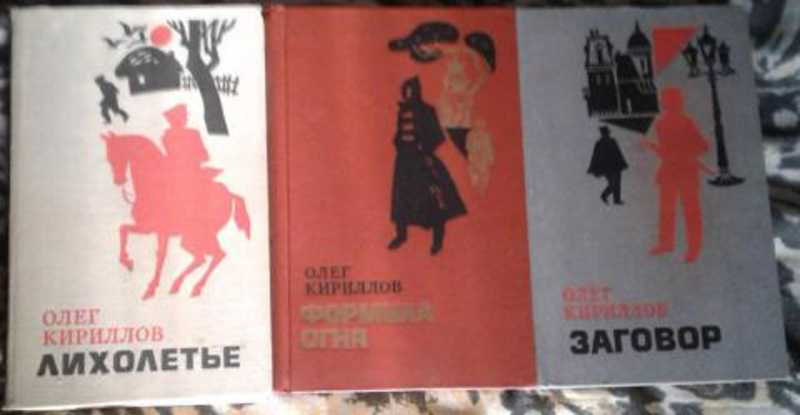 ОЛЕГ
КИРИЛЛОВ
ЛИХОЛЕТЬЕ
ОЛЕГ
КИРИЛЛОВ
ФОРМУЛА
ОГНЯ
ОЛЕГ
КИРИЛЛОВ
ЗАГОВОР